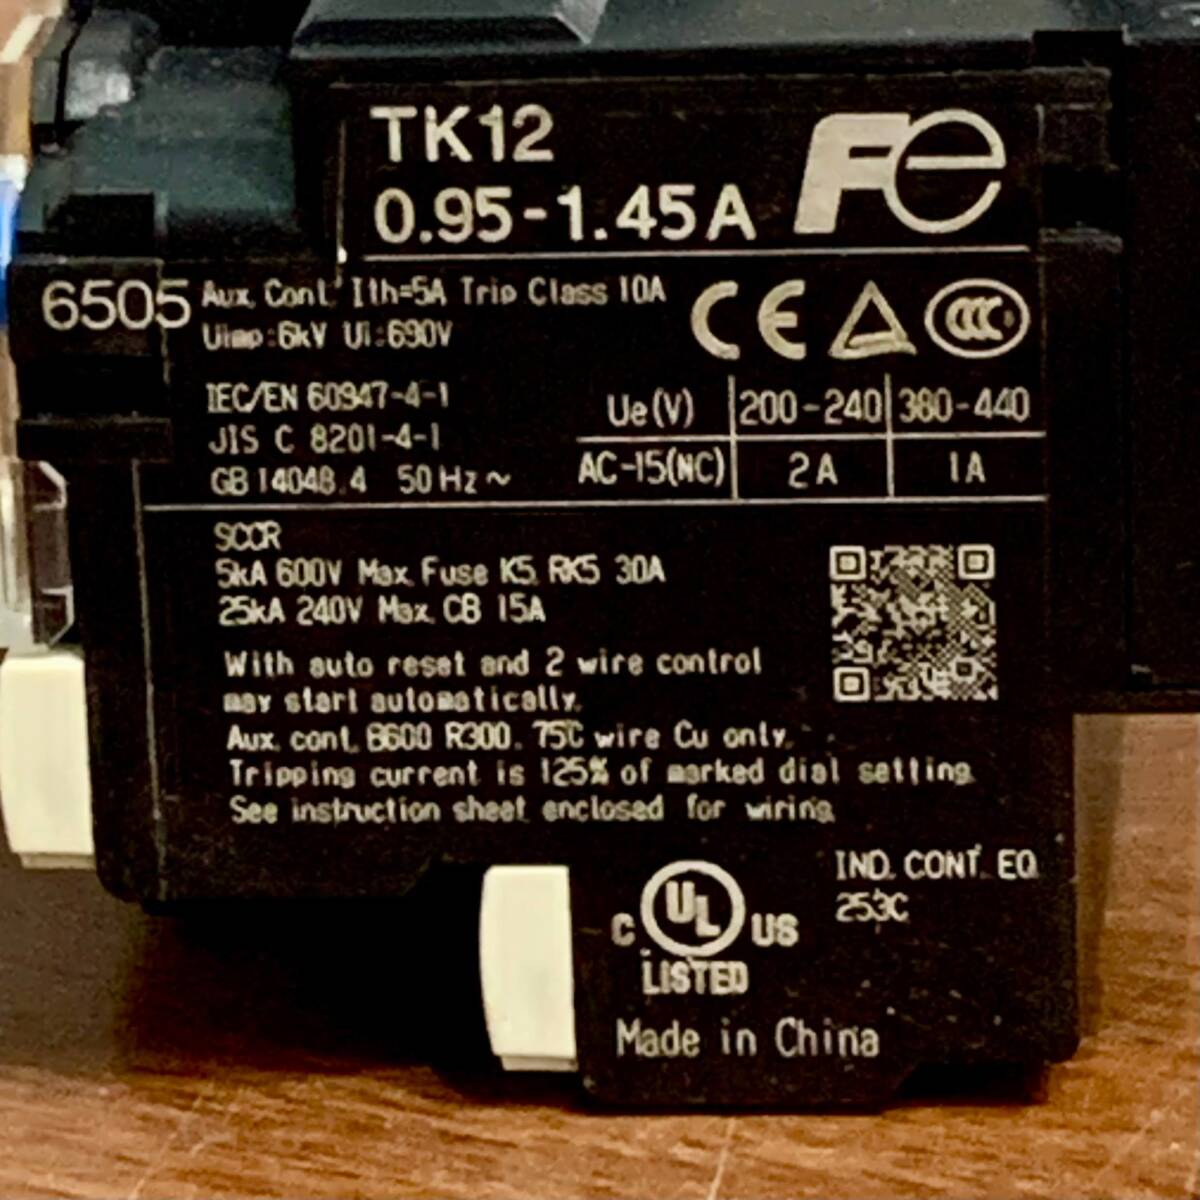 TK12
0.95-1.45A
Fe
6505
Aux. Cont. Ith=5A Trip Class 10A
Uimp:6kV Ui:690V
CE
CCC
IEC/EN 60947-4-1
JIS C 8201-4-1
GB 14048.4 50Hz~
Ue(V) 200-240 380-440
AC-15(NC) 2A 1A
SCCR
5kA 600V Max. Fuse K5, RK5 30A
25kA 240V Max. CB 15A
With auto reset and 2 wire control
may start automatically.
Aux. cont. B600 R300. 75C wire Cu only.
Tripping current is 125% of marked dial setting.
See instruction sheet enclosed for wiring.
IND. CONT. EQ.
253C
C UL US
LISTED
Made in China